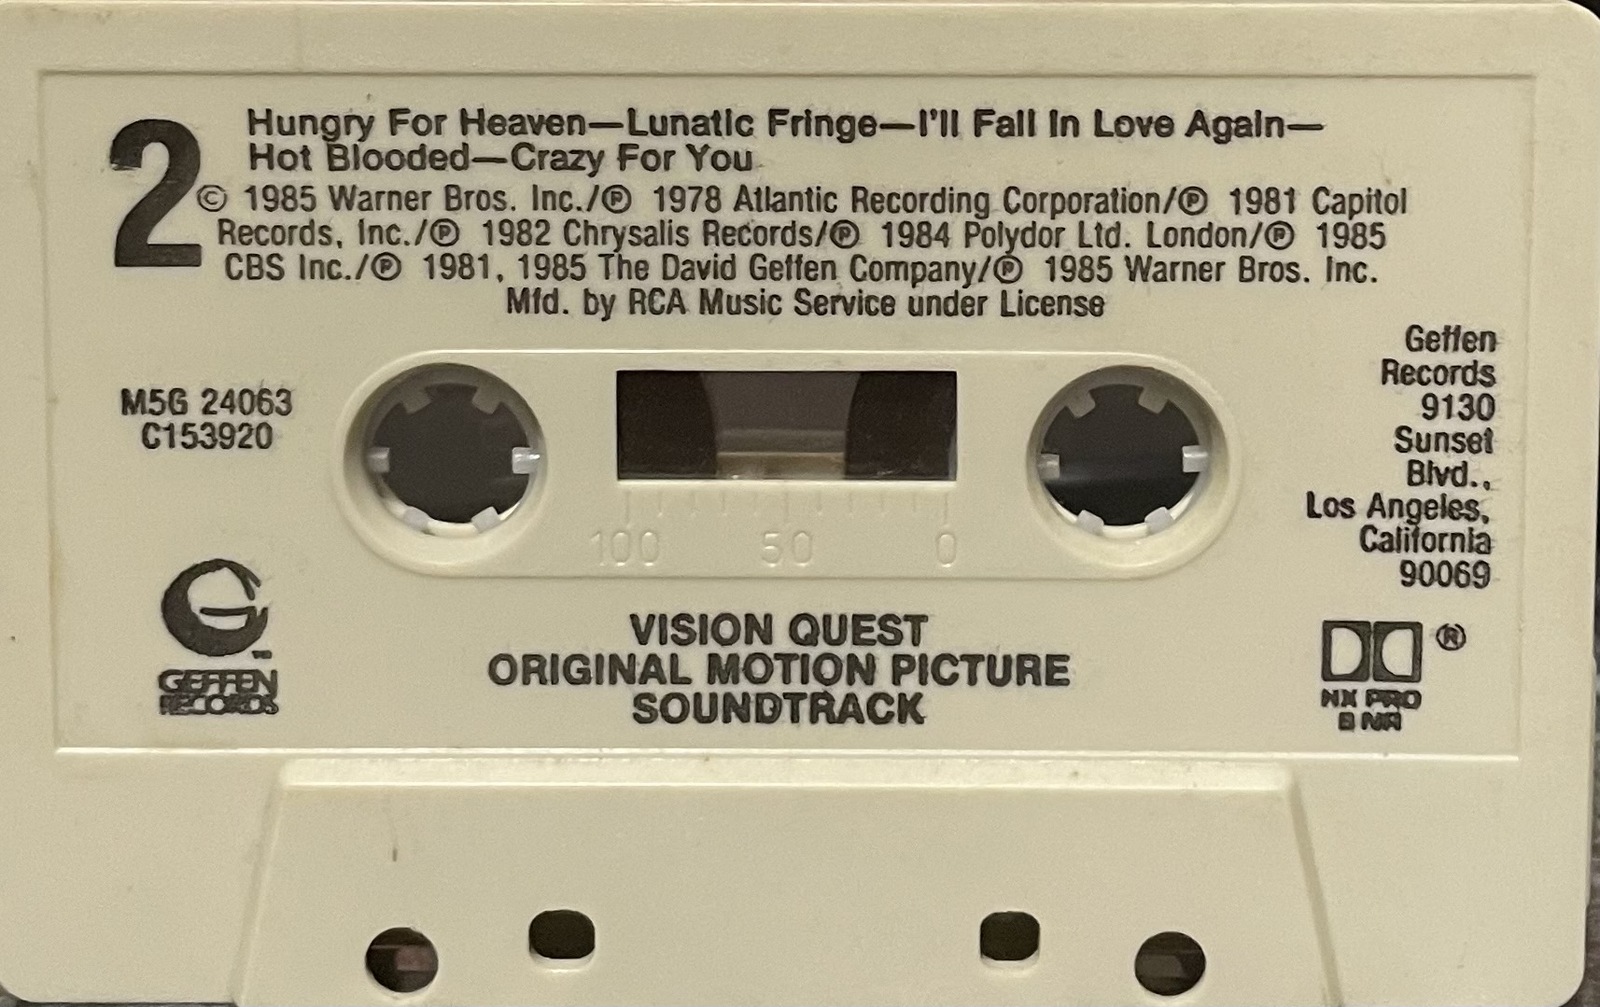 2
Hungry For Heaven—Lunatic Fringe—I'll Fall In Love Again—
Hot Blooded—Crazy For You
© 1985 Warner Bros. Inc./℗ 1978 Atlantic Recording Corporation/℗ 1981 Capitol
Records, Inc./℗ 1982 Chrysalis Records/℗ 1984 Polydor Ltd. London/℗ 1985
CBS Inc./℗ 1981, 1985 The David Geffen Company/℗ 1985 Warner Bros. Inc.
Mfd. by RCA Music Service under License
M5G 24063
C153920
Geffen
Records
9130
Sunset
Blvd.,
Los Angeles,
California
90069
100 50 0
G
TM
GEFFEN
RECORDS
VISION QUEST
ORIGINAL MOTION PICTURE
SOUNDTRACK
®
NX PRO
B NR